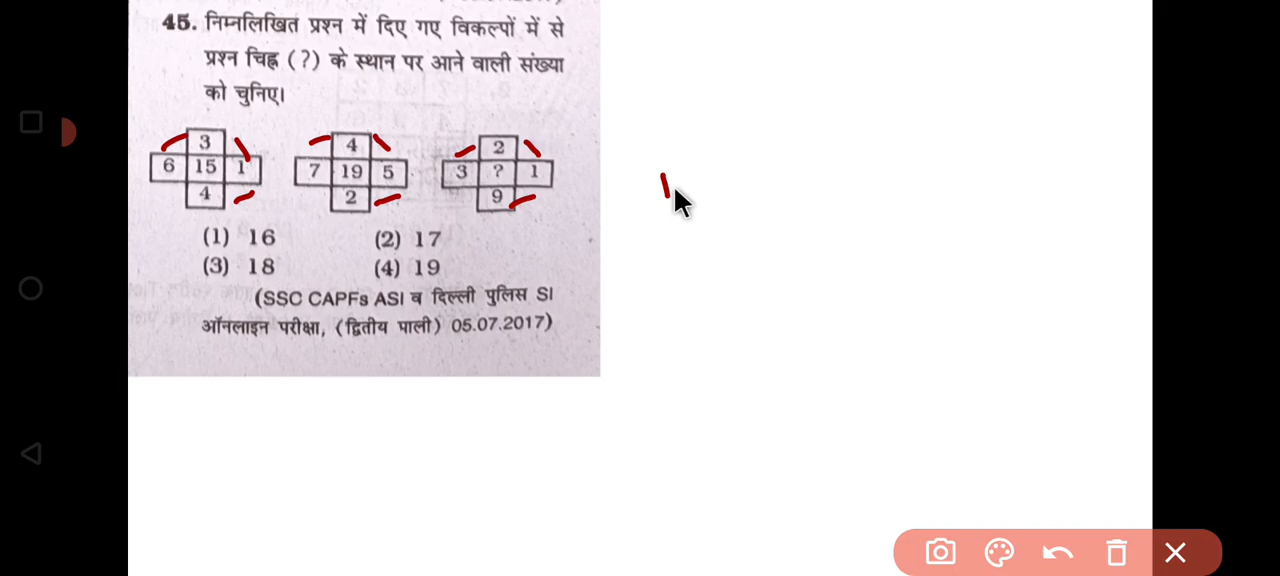 45. निम्नलिखित प्रश्न में दिए गए विकल्पों में से
प्रश्न चिह्न (?) के स्थान पर आने वाली संख्या
को चुनिए।
3 4 2
6 15 1 7 19 5 3 ? 1
4 2 9
(1) 16 (2) 17
(3) 18 (4) 19
(SSC CAPFs ASI व दिल्ली पुलिस SI
ऑनलाइन परीक्षा, (द्वितीय पाली) 05.07.2017)